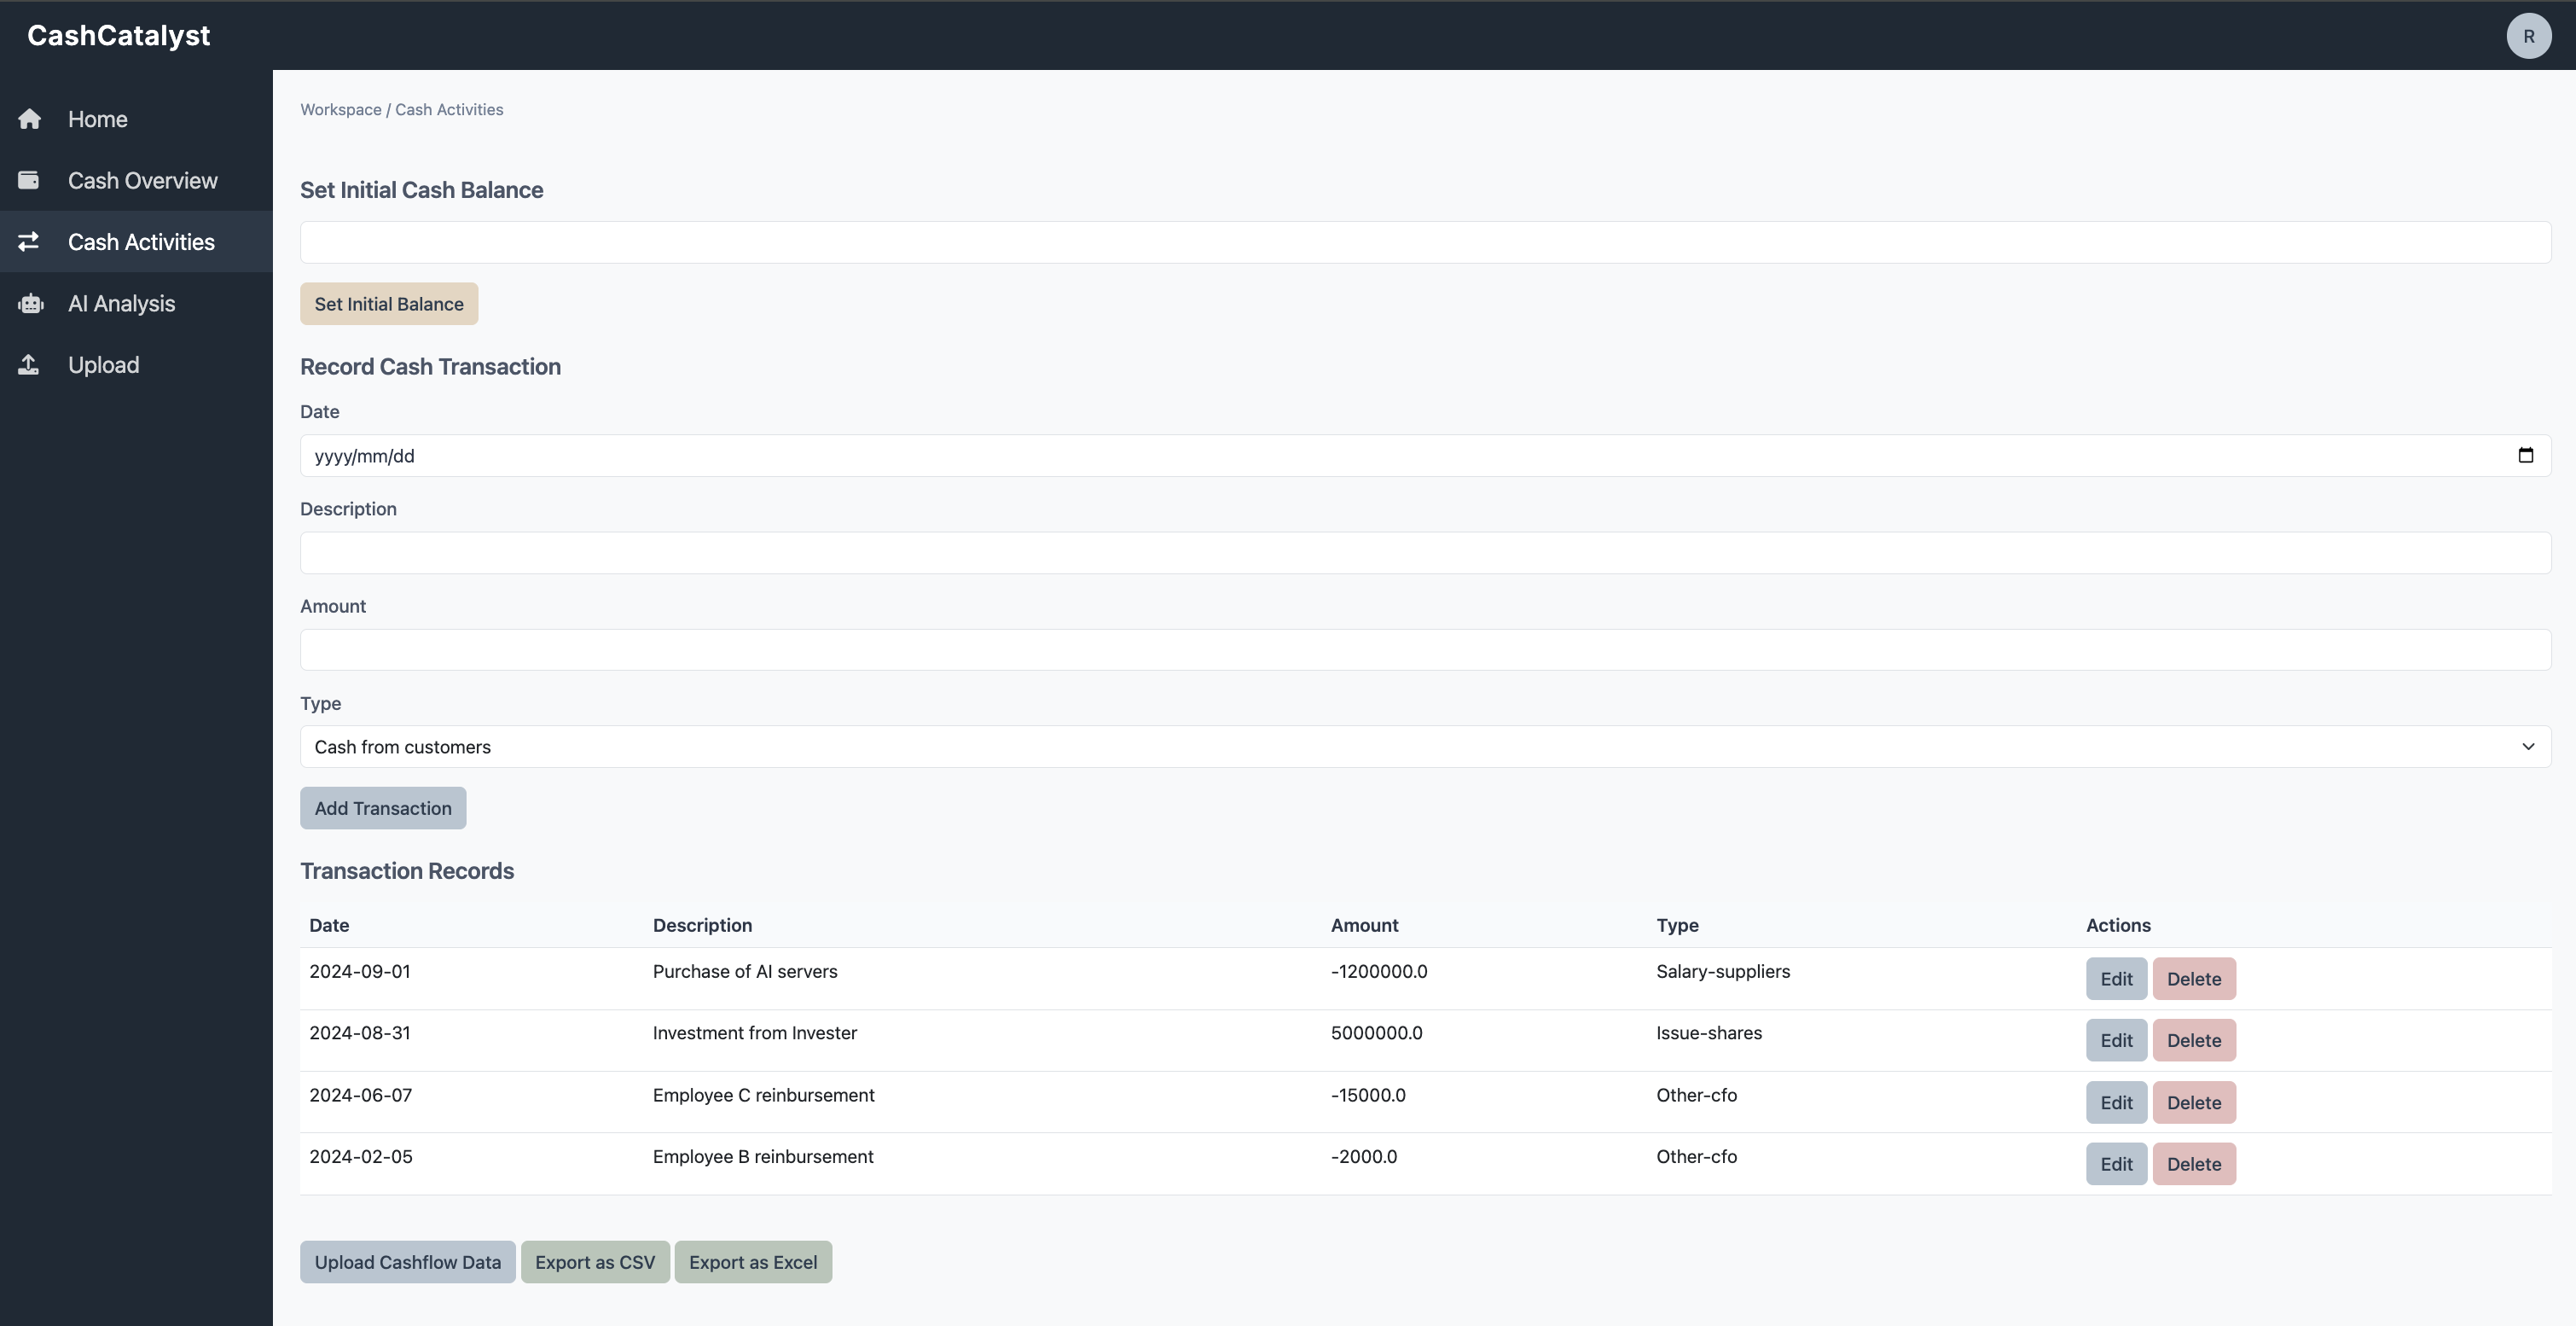 CashCatalyst
R
Home
Cash Overview
Cash Activities
AI Analysis
Upload
Workspace / Cash Activities
Set Initial Cash Balance
Set Initial Balance
Record Cash Transaction
Date
yyyy/mm/dd
Description
Amount
Type
Cash from customers
Add Transaction
Transaction Records
Date Description Amount Type Actions
2024-09-01 Purchase of AI servers -1200000.0 Salary-suppliers Edit Delete
2024-08-31 Investment from Invester 5000000.0 Issue-shares Edit Delete
2024-06-07 Employee C reinbursement -15000.0 Other-cfo Edit Delete
2024-02-05 Employee B reinbursement -2000.0 Other-cfo Edit Delete
Upload Cashflow Data Export as CSV Export as Excel